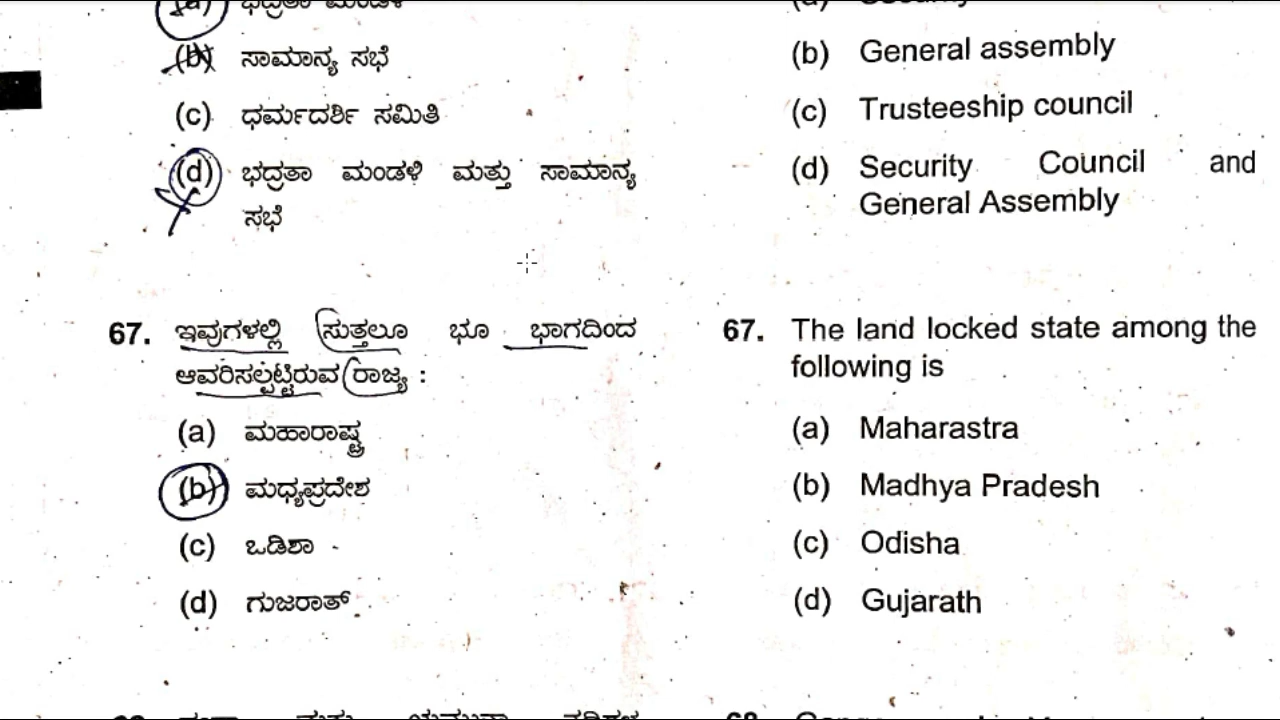 (b) ಸಾಮಾನ್ಯ ಸಭೆ
(c) ಧರ್ಮದರ್ಶಿ ಸಮಿತಿ
(d) ಭದ್ರತಾ ಮಂಡಳಿ ಮತ್ತು ಸಾಮಾನ್ಯ
ಸಭೆ
67. ಇವುಗಳಲ್ಲಿ ಸುತ್ತಲೂ ಭೂ ಭಾಗದಿಂದ
ಆವರಿಸಲ್ಪಟ್ಟಿರುವ ರಾಜ್ಯ :
(a) ಮಹಾರಾಷ್ಟ್ರ
(b) ಮಧ್ಯಪ್ರದೇಶ
(c) ಒಡಿಶಾ
(d) ಗುಜರಾತ್
(b) General assembly
(c) Trusteeship council
(d) Security Council and
General Assembly
67. The land locked state among the
following is
(a) Maharastra
(b) Madhya Pradesh
(c) Odisha
(d) Gujarath